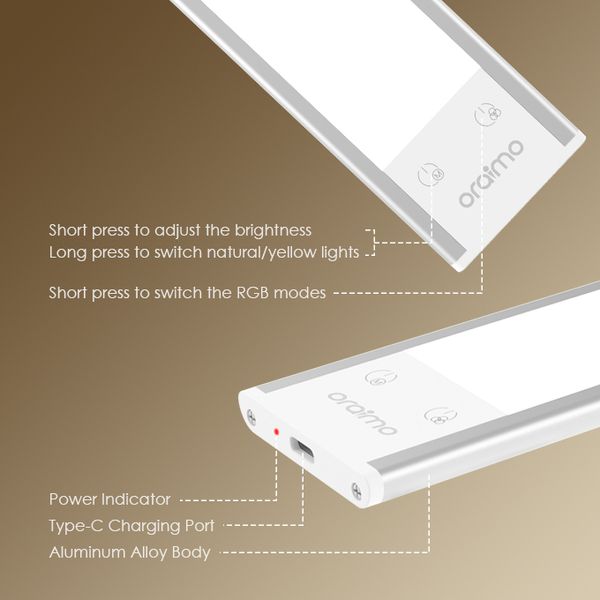 oraimo
M
Short press to adjust the brightness
Long press to switch natural/yellow lights
Short press to switch the RGB modes
M
oraimo
Power Indicator
Type-C Charging Port
Aluminum Alloy Body